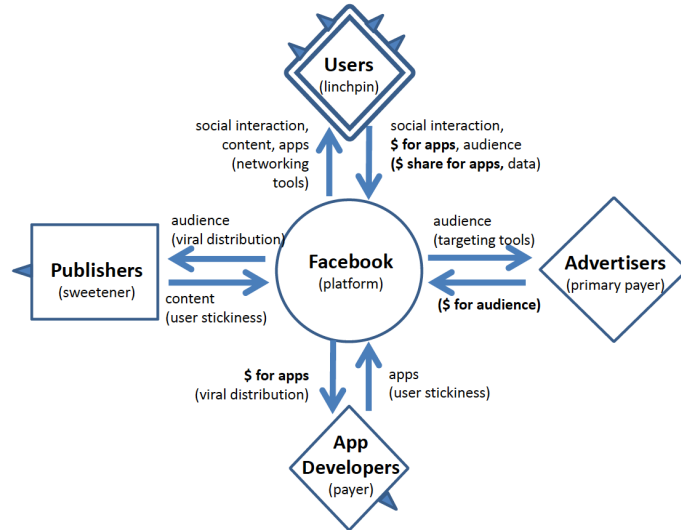 Users
(linchpin)
social interaction,
content, apps
(networking
tools)
social interaction,
$ for apps, audience
($ share for apps, data)
audience
(viral distribution)
Publishers
(sweetener)
content
(user stickiness)
Facebook
(platform)
audience
(targeting tools)
Advertisers
(primary payer)
($ for audience)
$ for apps
(viral distribution)
apps
(user stickiness)
App
Developers
(payer)